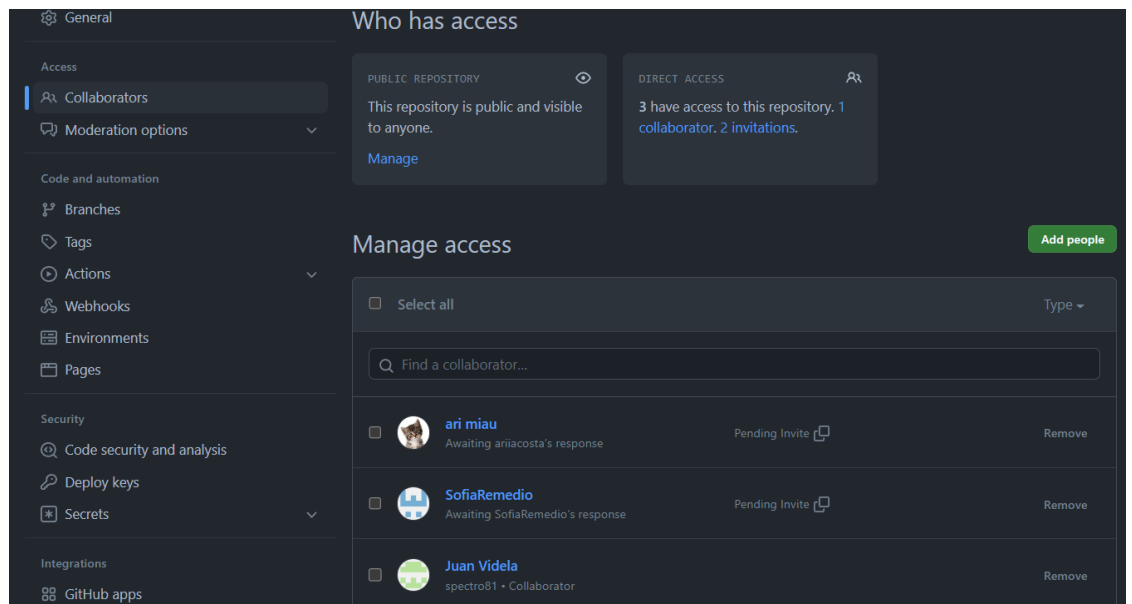 General
Access
Collaborators
Moderation options
Code and automation
Branches
Tags
Actions
Webhooks
Environments
Pages
Security
Code security and analysis
Deploy keys
Secrets
Integrations
GitHub apps
Who has access
PUBLIC REPOSITORY
This repository is public and visible
to anyone.
Manage
DIRECT ACCESS
3 have access to this repository. 1
collaborator. 2 invitations.
Manage access
Add people
Select all
Type
Find a collaborator...
ari miau
Awaiting ariiacosta's response
Pending Invite
Remove
SofiaRemedio
Awaiting SofiaRemedio's response
Pending Invite
Remove
Juan Videla
spectro81 • Collaborator
Remove